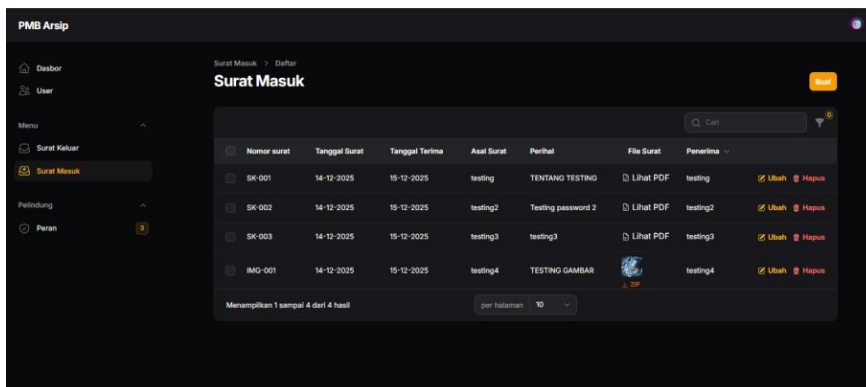 PMB Arsip
Dasbor
User
Menu
Surat Keluar
Surat Masuk
Pelindung
Peran 3
Surat Masuk > Daftar
Surat Masuk
Buat
Cari 0
Nomor surat Tanggal Surat Tanggal Terima Asal Surat Perihal File Surat Penerima
SK-001 14-12-2025 15-12-2025 testing TENTANG TESTING Lihat PDF testing Ubah Hapus
SK-002 14-12-2025 15-12-2025 testing2 Testing password 2 Lihat PDF testing2 Ubah Hapus
SK-003 14-12-2025 15-12-2025 testing3 testing3 Lihat PDF testing3 Ubah Hapus
IMG-001 14-12-2025 15-12-2025 testing4 TESTING GAMBAR testing4 Ubah Hapus
ZIP
Menampilkan 1 sampai 4 dari 4 hasil per halaman 10